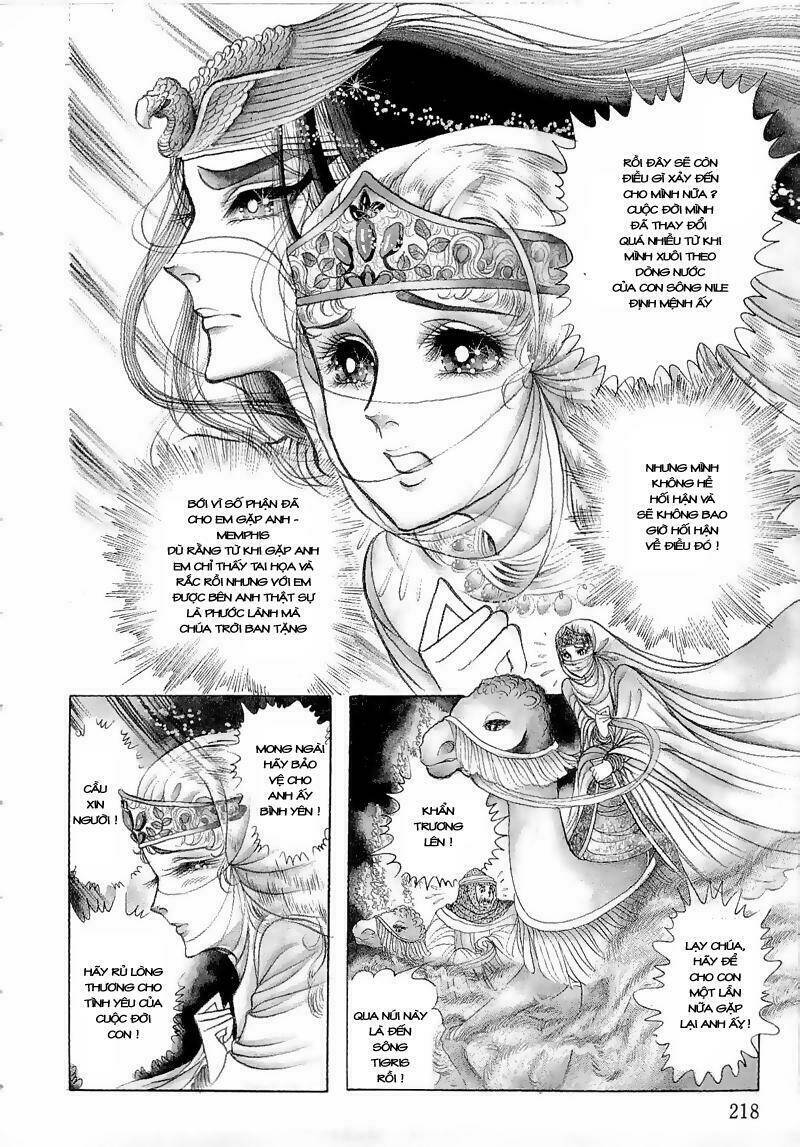 RỒI ĐÂY SẼ CÒN
ĐIỀU GÌ XẢY ĐẾN
CHO MÌNH NỮA ?
CUỘC ĐỜI MÌNH
ĐÃ THAY ĐỔI
QUÁ NHIỀU TỪ KHI
MÌNH XUÔI THEO
DÒNG NƯỚC
CỦA CON SÔNG NILE
ĐỊNH MỆNH ẤY
NHƯNG MÌNH
KHÔNG HỀ
HỐI HẬN VÀ
SẼ KHÔNG BAO
GIỜ HỐI HẬN
VỀ ĐIỀU ĐÓ !
BỞI VÌ SỐ PHẬN ĐÃ
CHO EM GẶP ANH -
MEMPHIS
DÙ RẰNG TỪ KHI GẶP ANH
EM CHỈ THẤY TAI HỌA VÀ
RẮC RỒI NHƯNG VỚI EM
ĐƯỢC BÊN ANH THẬT SỰ
LÀ PHƯỚC LÀNH MÀ
CHÚA TRỜI BAN TẶNG
KHẨN
TRƯƠNG
LÊN !
LẠY CHÚA,
HÃY ĐỂ
CHO CON
MỘT LẦN
NỮA GẶP
LẠI ANH ẤY !
QUA NÚI NÀY
LÀ ĐẾN
SÔNG
TIGRIS
RỒI !
MONG NGÀI
HÃY BẢO
VỆ CHO
ANH ẤY
BÌNH YÊN !
CẦU
XIN
NGƯỜI !
HÃY RỦ LÒNG
THƯƠNG CHO
TÌNH YÊU CỦA
CUỘC ĐỜI
CON !
218